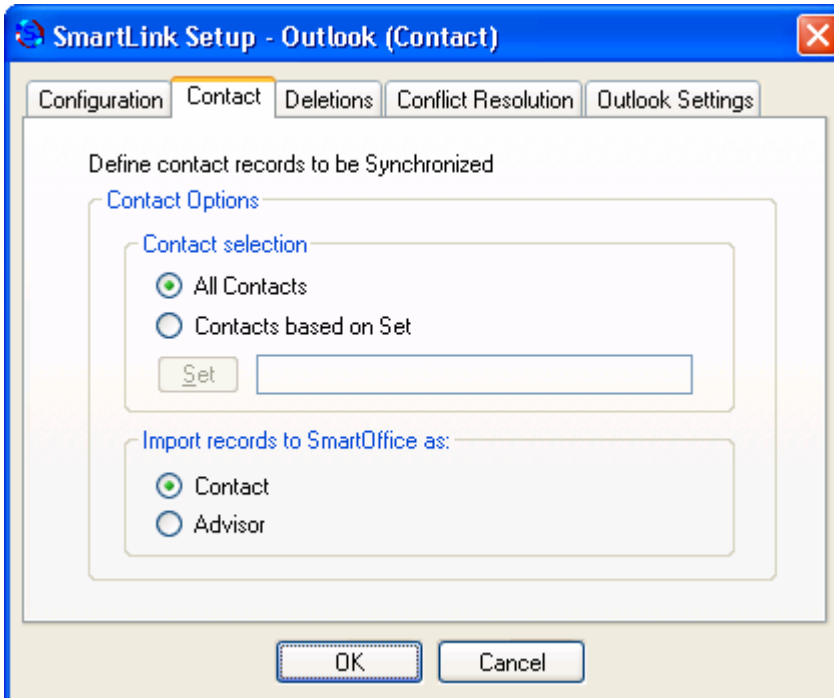 SmartLink Setup - Outlook (Contact)
Configuration Contact Deletions Conflict Resolution Outlook Settings
Define contact records to be Synchronized
Contact Options
Contact selection
All Contacts
Contacts based on Set
Set
Import records to SmartOffice as:
Contact
Advisor
OK Cancel